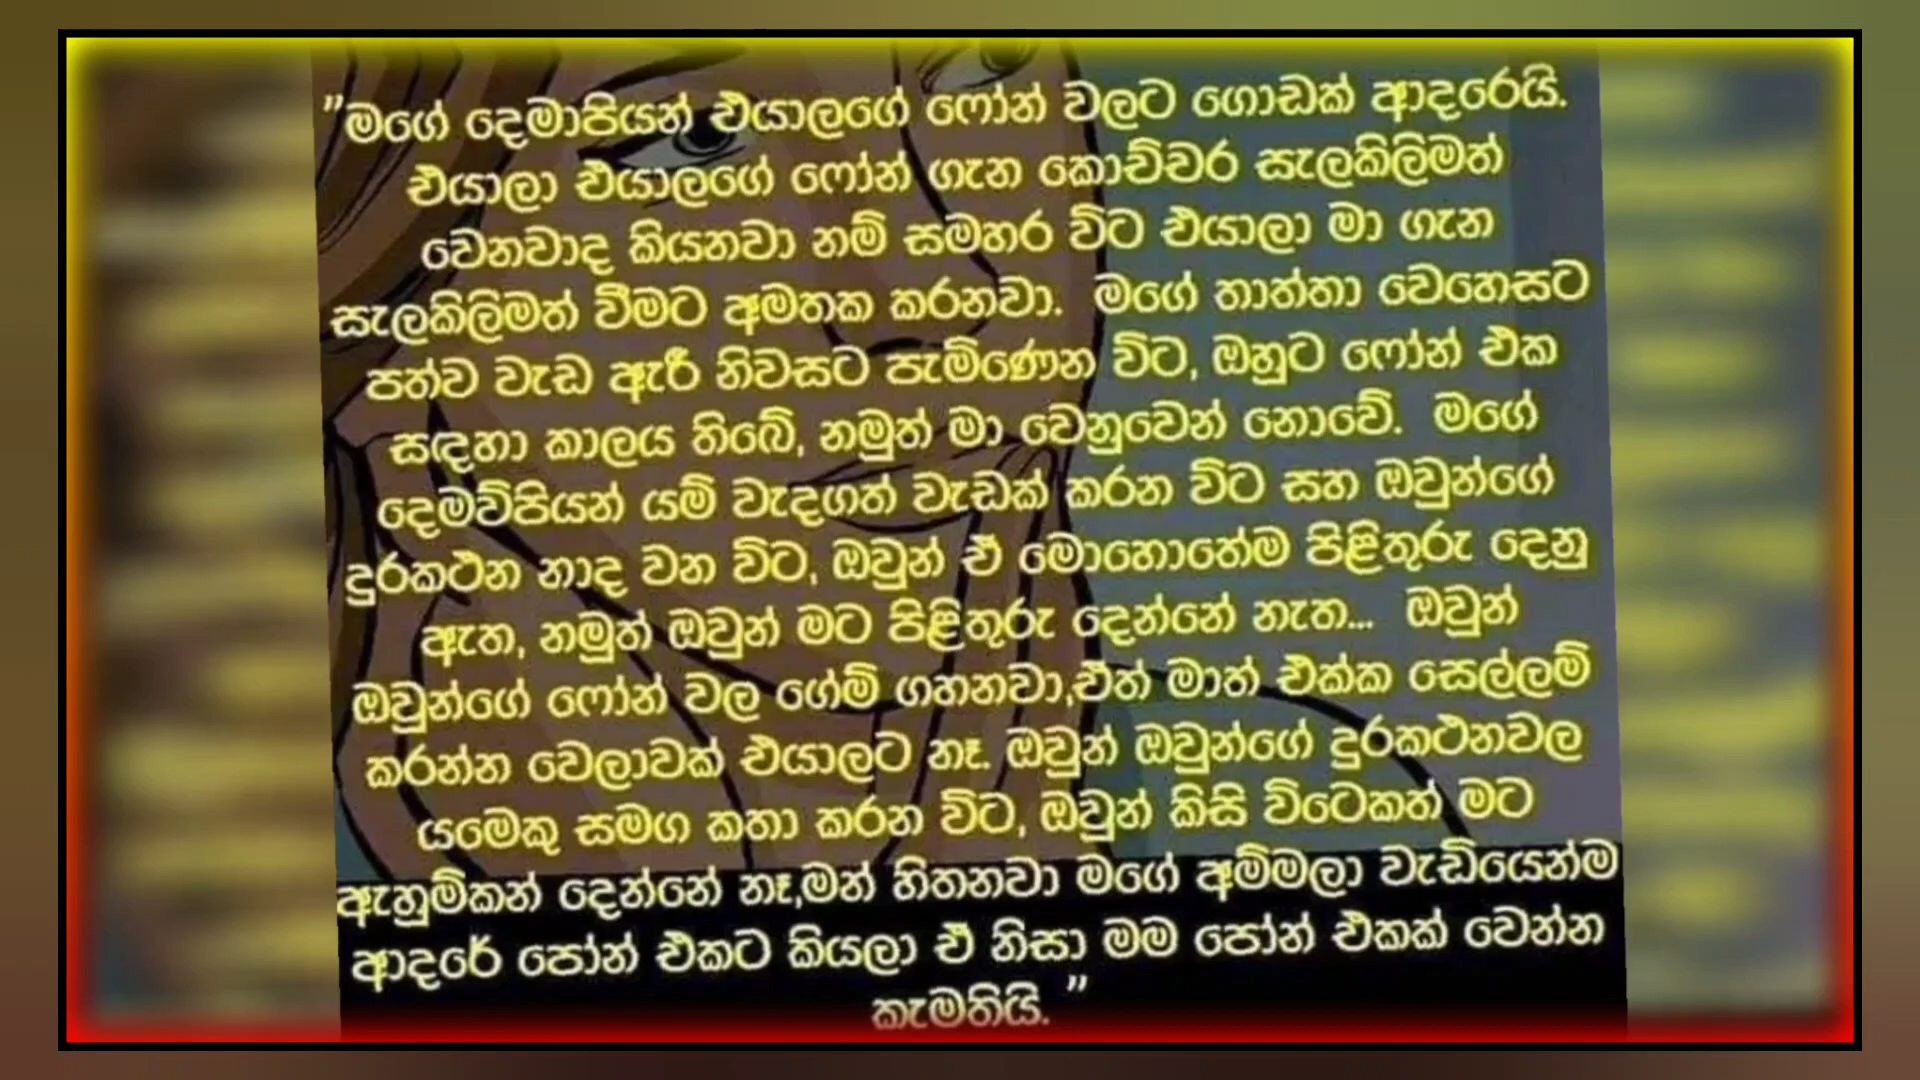 "මගේ දෙමාපියන් එයාලගේ ෆෝන් වලට ගොඩක් ආදරෙයි.
එයාලා එයාලගේ ෆෝන් ගැන කොච්චර සැලකිලිමත්
වෙනවාද කියනවා නම් සමහර විට එයාලා මා ගැන
සැලකිලිමත් වීමට අමතක කරනවා. මගේ තාත්තා වෙහෙසට
පත්ව වැඩ ඇරී නිවසට පැමිණෙන විට, ඔහුට ෆෝන් එක
සඳහා කාලය තිබේ, නමුත් මා වෙනුවෙන් නොවේ. මගේ
දෙමව්පියන් යම් වැදගත් වැඩක් කරන විට සහ ඔවුන්ගේ
දුරකථන නාද වන විට, ඔවුන් ඒ මොහොතේම පිළිතුරු දෙනු
ඇත, නමුත් ඔවුන් මට පිළිතුරු දෙන්නේ නැත... ඔවුන්
ඔවුන්ගේ ෆෝන් වල ගේම් ගහනවා,ඒත් මාත් එක්ක සෙල්ලම්
කරන්න වෙලාවක් එයාලට නෑ. ඔවුන් ඔවුන්ගේ දුරකථනවල
යමෙකු සමග කතා කරන විට, ඔවුන් කිසි විටෙකත් මට
ඇහුම්කන් දෙන්නේ නෑ,මන් හිතනවා මගේ අම්මලා වැඩියෙන්ම
ආදරේ පෝන් එකට කියලා ඒ නිසා මම පෝන් එකක් වෙන්න
කැමතියි. "